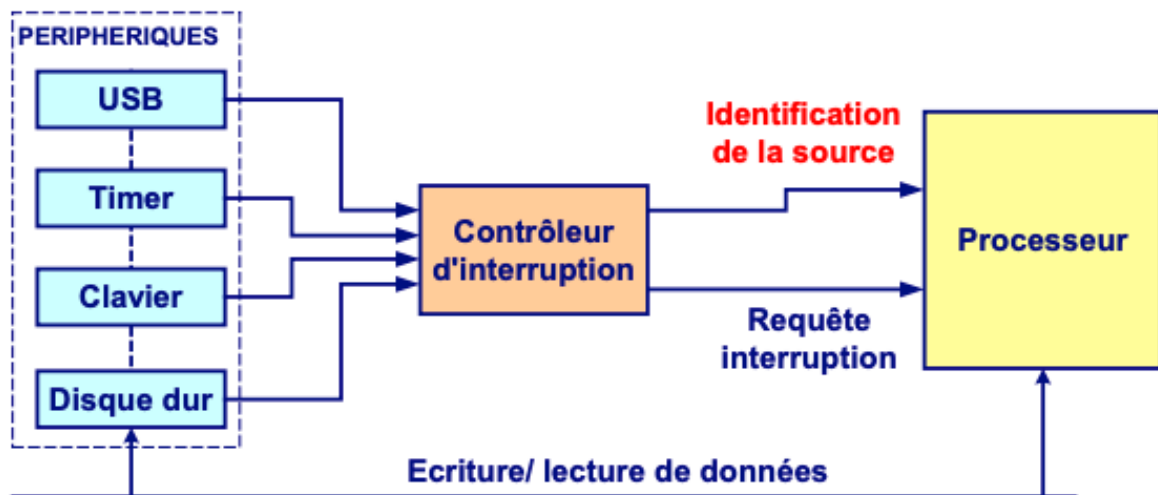 PERIPHERIQUES
USB
Timer
Clavier
Disque dur
Contrôleur
d'interruption
Identification
de la source
Requête
interruption
Processeur
Ecriture/ lecture de données